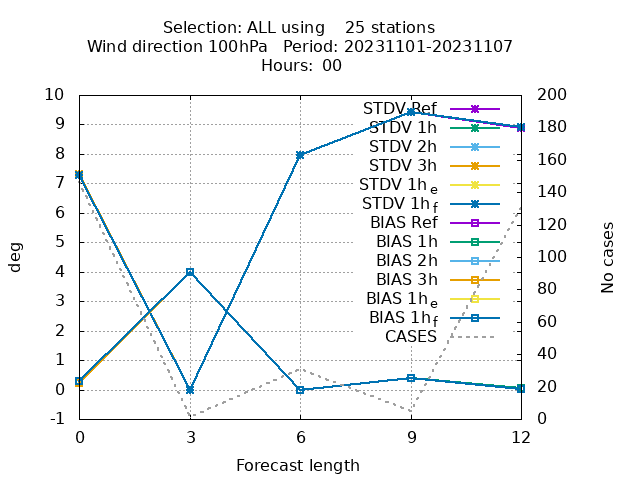 Selection: ALL using    25 stations
Wind direction 100hPa   Period: 20231101-20231107
Hours: 00
10
9
8
7
6
5
4
3
2
1
0
-1
deg
STDV Ref
STDV 1h
STDV 2h
STDV 3h
STDV 1he
STDV 1hf
BIAS Ref
BIAS 1h
BIAS 2h
BIAS 3h
BIAS 1he
BIAS 1hf
CASES
200
180
160
140
120
100
80
60
40
20
0
No cases
0 3 6 9 12
Forecast length